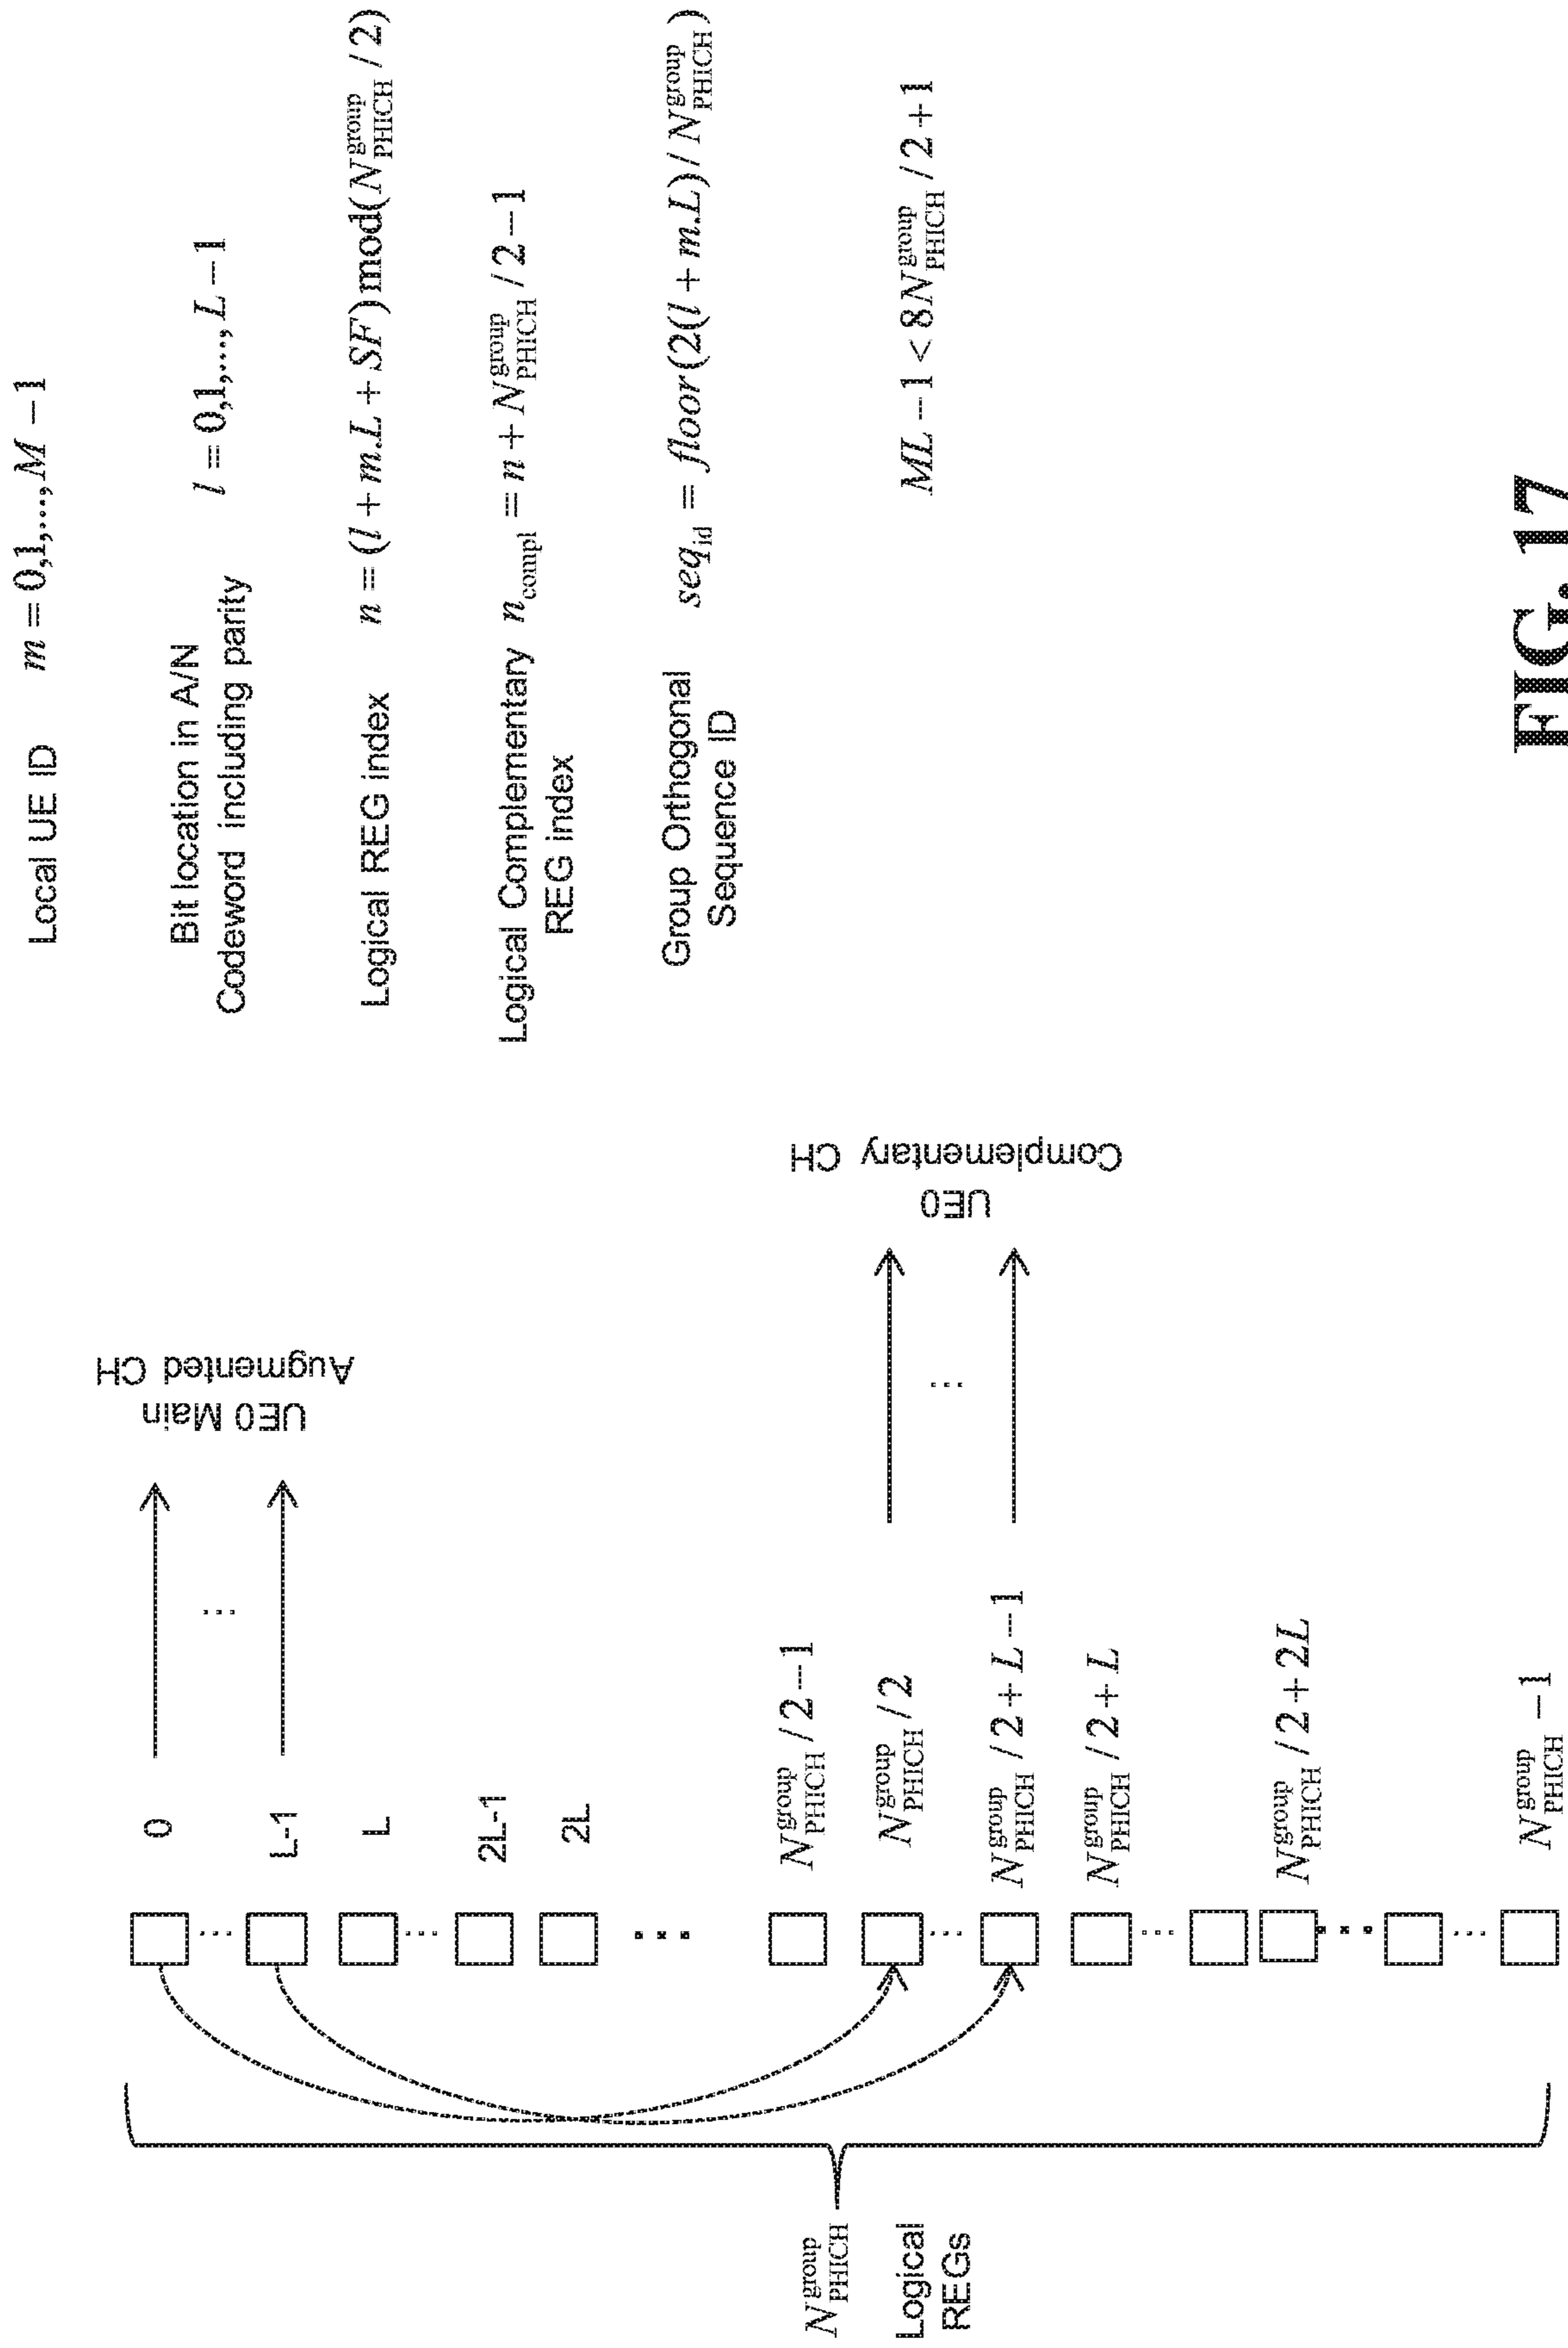 Local UE ID m = 0,1,..., M − 1
Bit location in A/N
Codeword including parity l = 0,1,..., L − 1
Logical REG index n = (l + m.L + SF) mod(N_PHICH^group / 2)
Logical Complementary
REG index n_compl = n + N_PHICH^group / 2 − 1
Group Orthogonal
Sequence ID seq_id = floor(2(l + m.L) / N_PHICH^group)
ML − 1 < 8N_PHICH^group / 2 + 1
UE0 Main
Augmented CH
...
UE0
Complementary CH
...
0
...
L-1
L
...
2L-1
2L
...
N_PHICH^group / 2 − 1
N_PHICH^group / 2
...
N_PHICH^group / 2 + L − 1
N_PHICH^group / 2 + L
...
N_PHICH^group / 2 + 2L
...
...
N_PHICH^group − 1
N_PHICH^group
Logical
REGs
FIG. 17